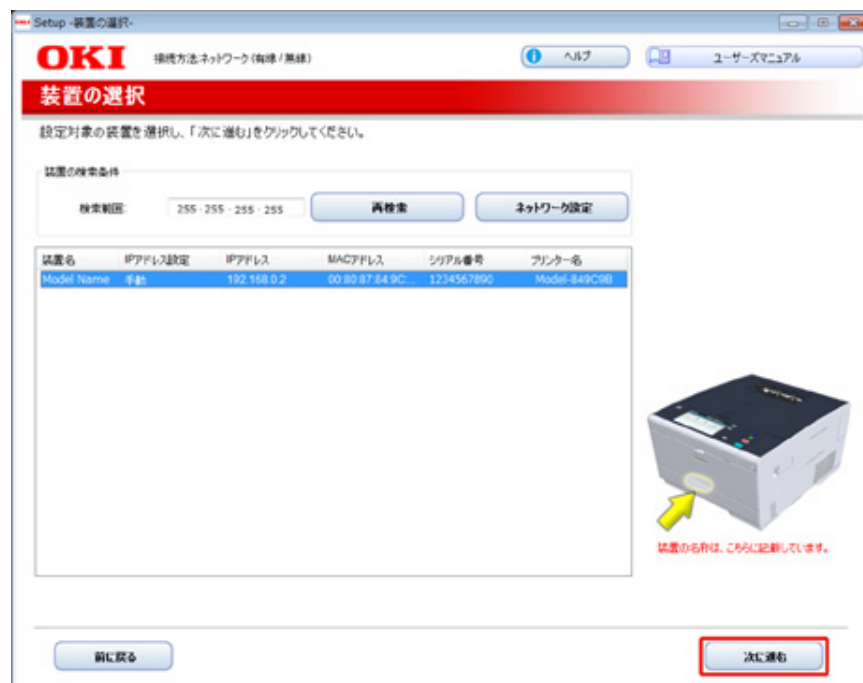 Setup -装置の選択-
OKI 接続方法:ネットワーク(有線/無線) ヘルプ ユーザーズマニュアル
装置の選択
設定対象の装置を選択し、「次に進む」をクリックしてください。
装置の検索条件
検索範囲: 255 . 255 . 255 . 255 再検索 ネットワーク設定
装置名 IPアドレス設定 IPアドレス MACアドレス シリアル番号 プリンター名
Model Name 手動 192.168.0.2 00:80:87:84:9C:... 1234567890 Model-849C9B
装置の名称は、こちらに記載しています。
前に戻る 次に進む